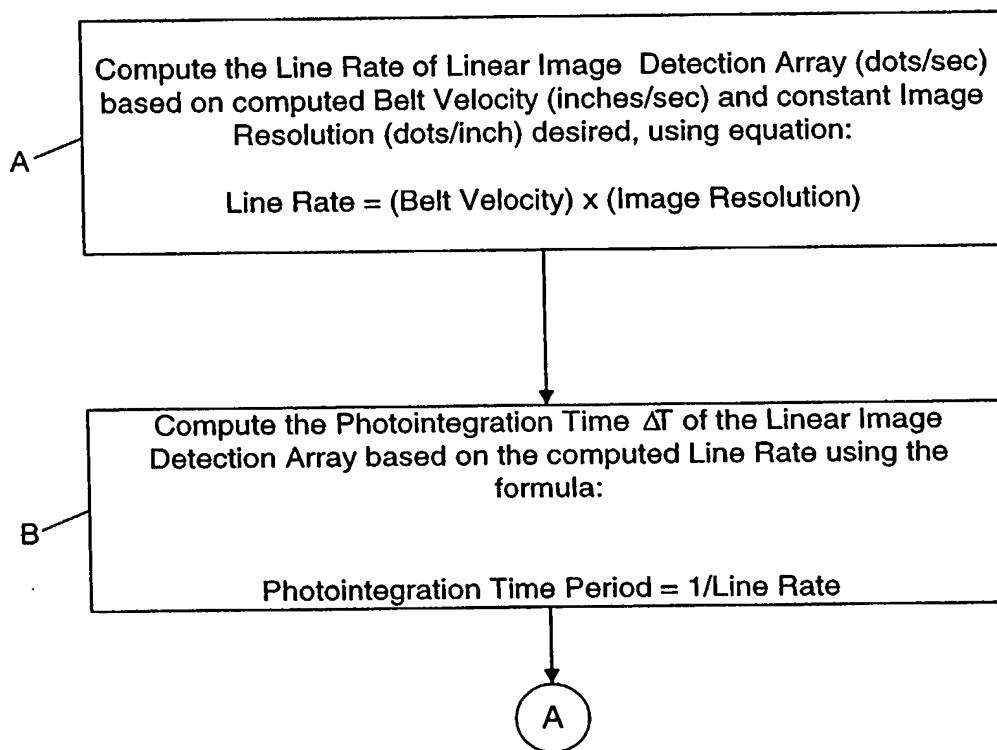 Compute the Line Rate of Linear Image Detection Array (dots/sec)
based on computed Belt Velocity (inches/sec) and constant Image
Resolution (dots/inch) desired, using equation:
A
Line Rate = (Belt Velocity) x (Image Resolution)
Compute the Photointegration Time ΔT of the Linear Image
Detection Array based on the computed Line Rate using the
formula:
B
Photointegration Time Period = 1/Line Rate
A